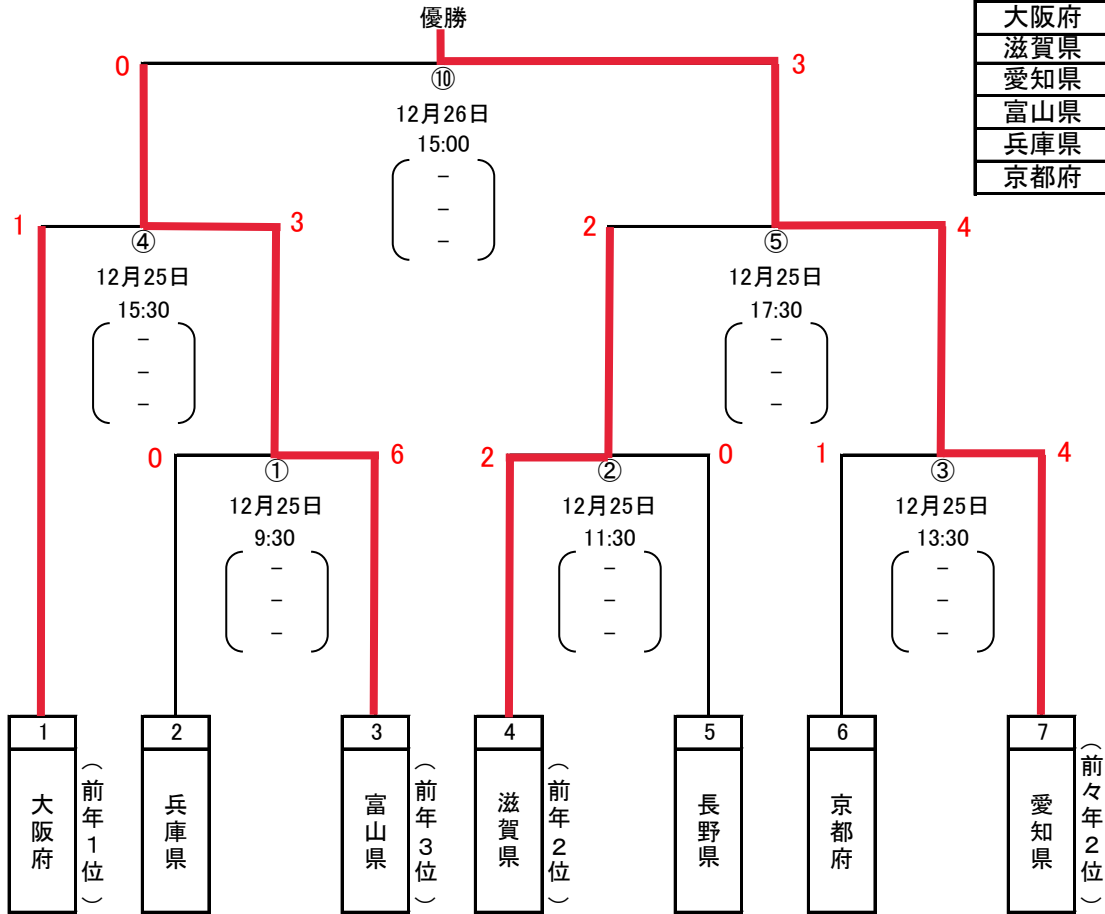 優勝
大阪府
滋賀県
愛知県
富山県
兵庫県
京都府
0
3
⑩
12月26日
15:00
-
-
-
1
3
④
12月25日
15:30
-
-
-
2
4
⑤
12月25日
17:30
-
-
-
0
6
①
12月25日
9:30
-
-
-
2
0
②
12月25日
11:30
-
-
-
1
4
③
12月25日
13:30
-
-
-
1
大阪府
(前年1位)
2
兵庫県
3
富山県
(前年3位)
4
滋賀県
(前年2位)
5
長野県
6
京都府
7
愛知県
(前々年2位)